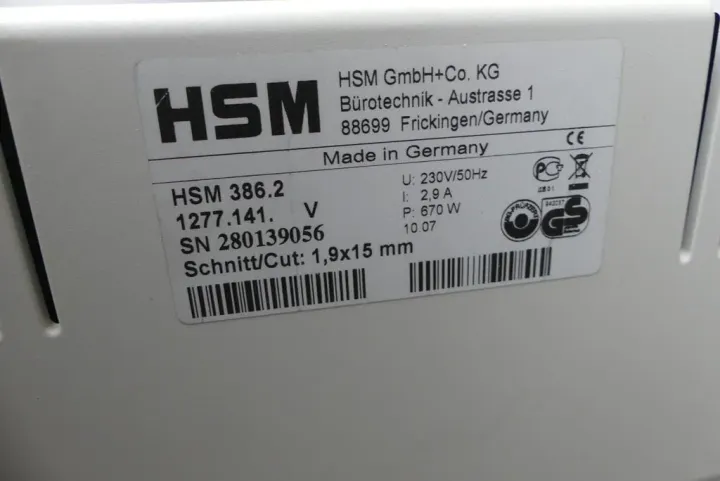 HSM
HSM GmbH+Co. KG
Bürotechnik - Austrasse 1
88699 Frickingen/Germany
Made in Germany
CE
HSM 386.2
1277.141. V
SN 280139056
Schnitt/Cut: 1,9x15 mm
U: 230V/50Hz
I: 2,9 A
P: 670 W
10.07
GS